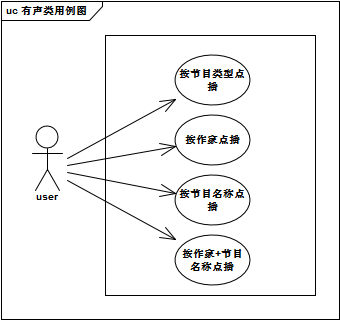 uc 有声类用例图
按节目类型点
播
按作家点播
按节目名称点
播
按作家+节目
名称点播
user